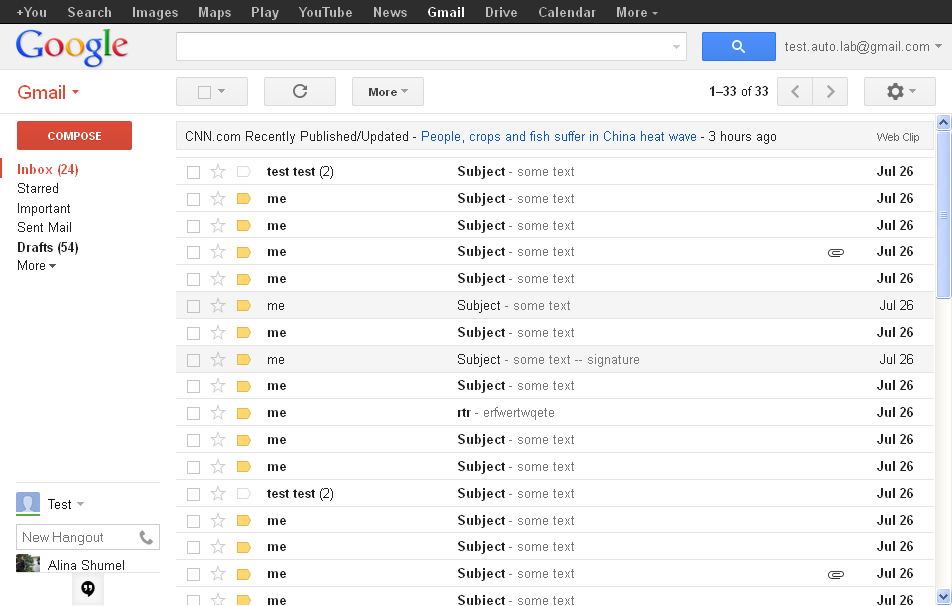 +You Search Images Maps Play YouTube News Gmail Drive Calendar More
Google test.auto.lab@gmail.com
Gmail More 1–33 of 33
COMPOSE
Inbox (24)
Starred
Important
Sent Mail
Drafts (54)
More
CNN.com Recently Published/Updated - People, crops and fish suffer in China heat wave - 3 hours ago Web Clip
test test (2) Subject - some text Jul 26
me Subject - some text Jul 26
me Subject - some text Jul 26
me Subject - some text Jul 26
me Subject - some text Jul 26
me Subject - some text Jul 26
me Subject - some text Jul 26
me Subject - some text -- signature Jul 26
me Subject - some text Jul 26
me rtr - erfwertwqete Jul 26
me Subject - some text Jul 26
me Subject - some text Jul 26
test test (2) Subject - some text Jul 26
me Subject - some text Jul 26
me Subject - some text Jul 26
me Subject - some text Jul 26
me Subject - some text Jul 26
Test
New Hangout
Alina Shumel